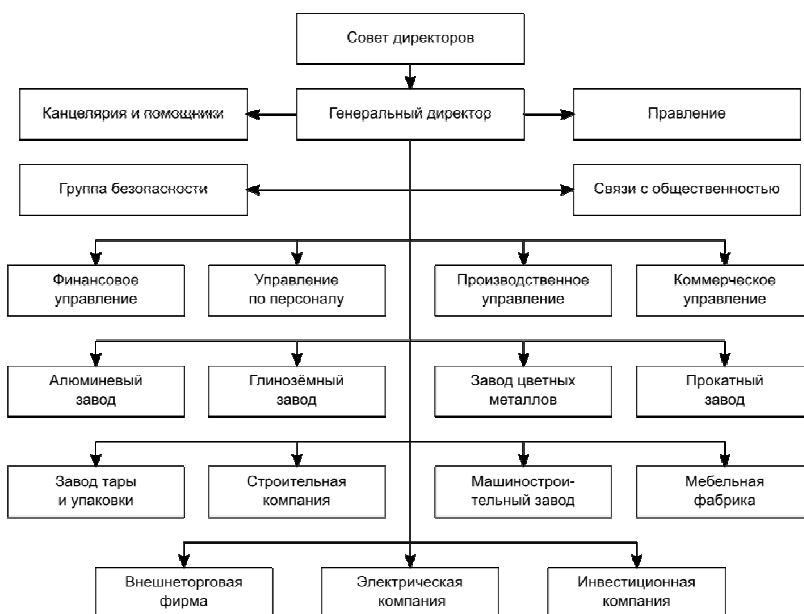 Совет директоров
Канцелярия и помощники
Генеральный директор
Правление
Группа безопасности
Связи с общественностью
Финансовое
управление
Управление
по персоналу
Производственное
управление
Коммерческое
управление
Алюминевый
завод
Глинозёмный
завод
Завод цветных
металлов
Прокатный
завод
Завод тары
и упаковки
Строительная
компания
Машинострои-
тельный завод
Мебельная
фабрика
Внешнеторговая
фирма
Электрическая
компания
Инвестиционная
компания